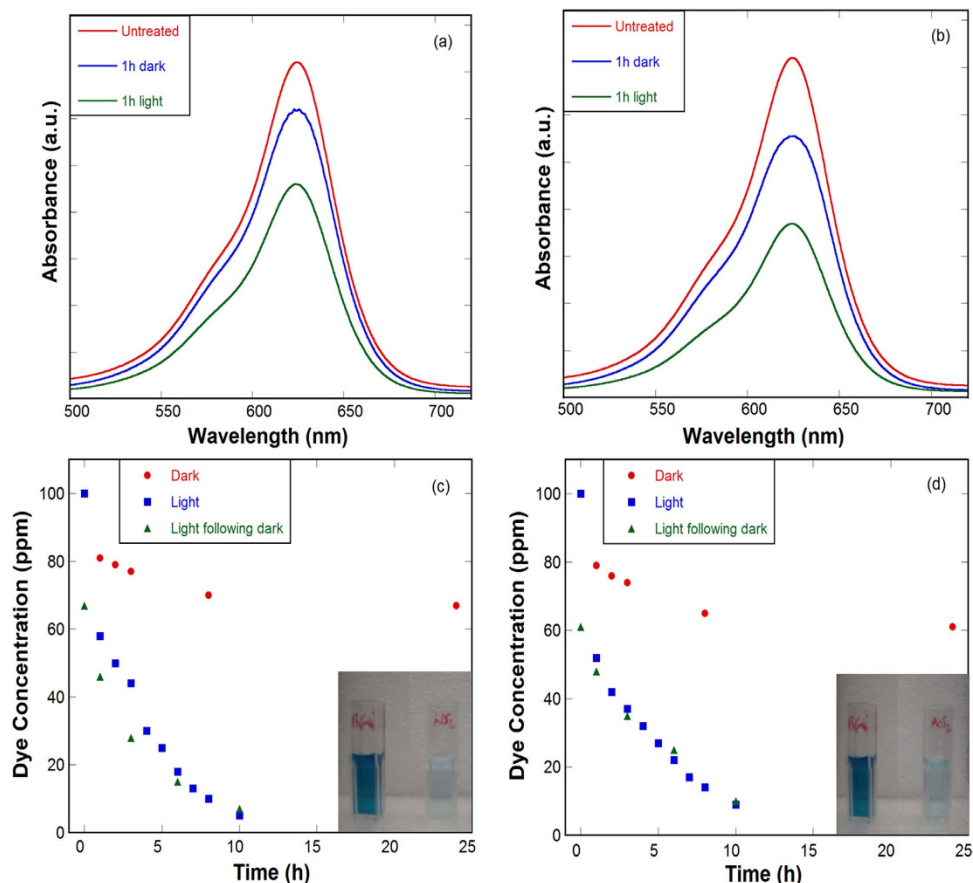 Untreated
1h dark
1h light
(a)
Absorbance (a.u.)
500 550 600 650 700
Wavelength (nm)
Untreated
1h dark
1h light
(b)
Absorbance (a.u.)
500 550 600 650 700
Wavelength (nm)
Dark
Light
Light following dark
(c)
Dye Concentration (ppm)
100
80
60
40
20
0
0 5 10 15 20 25
Time (h)
WS2
Dark
Light
Light following dark
(d)
Dye Concentration (ppm)
100
80
60
40
20
0
0 5 10 15 20 25
Time (h)
MoS2